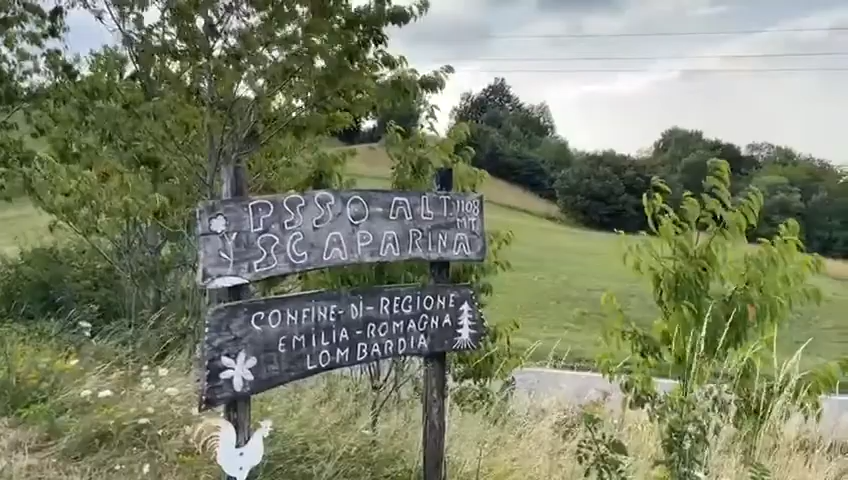 PSSO-ALT. 1108 MT
SCAPARINA
CONFINE-DI-REGIONE
EMILIA-ROMAGNA
LOMBARDIA